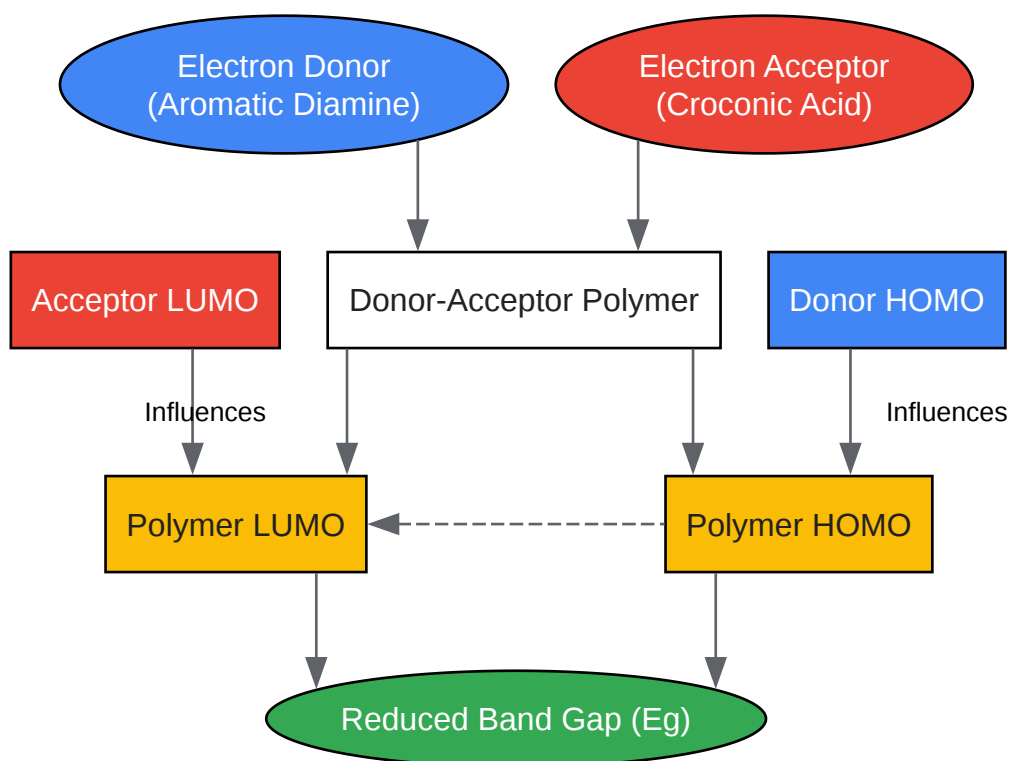 Electron Donor
(Aromatic Diamine)
Electron Acceptor
(Croconic Acid)
Acceptor LUMO
Donor-Acceptor Polymer
Donor HOMO
Influences
Influences
Polymer LUMO
Polymer HOMO
Reduced Band Gap (Eg)